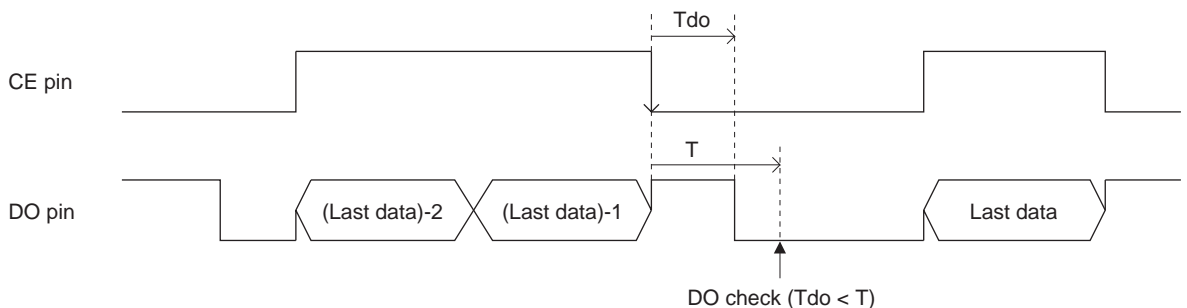 Tdo
CE pin
T
DO pin
(Last data)-2
(Last data)-1
Last data
DO check (Tdo < T)